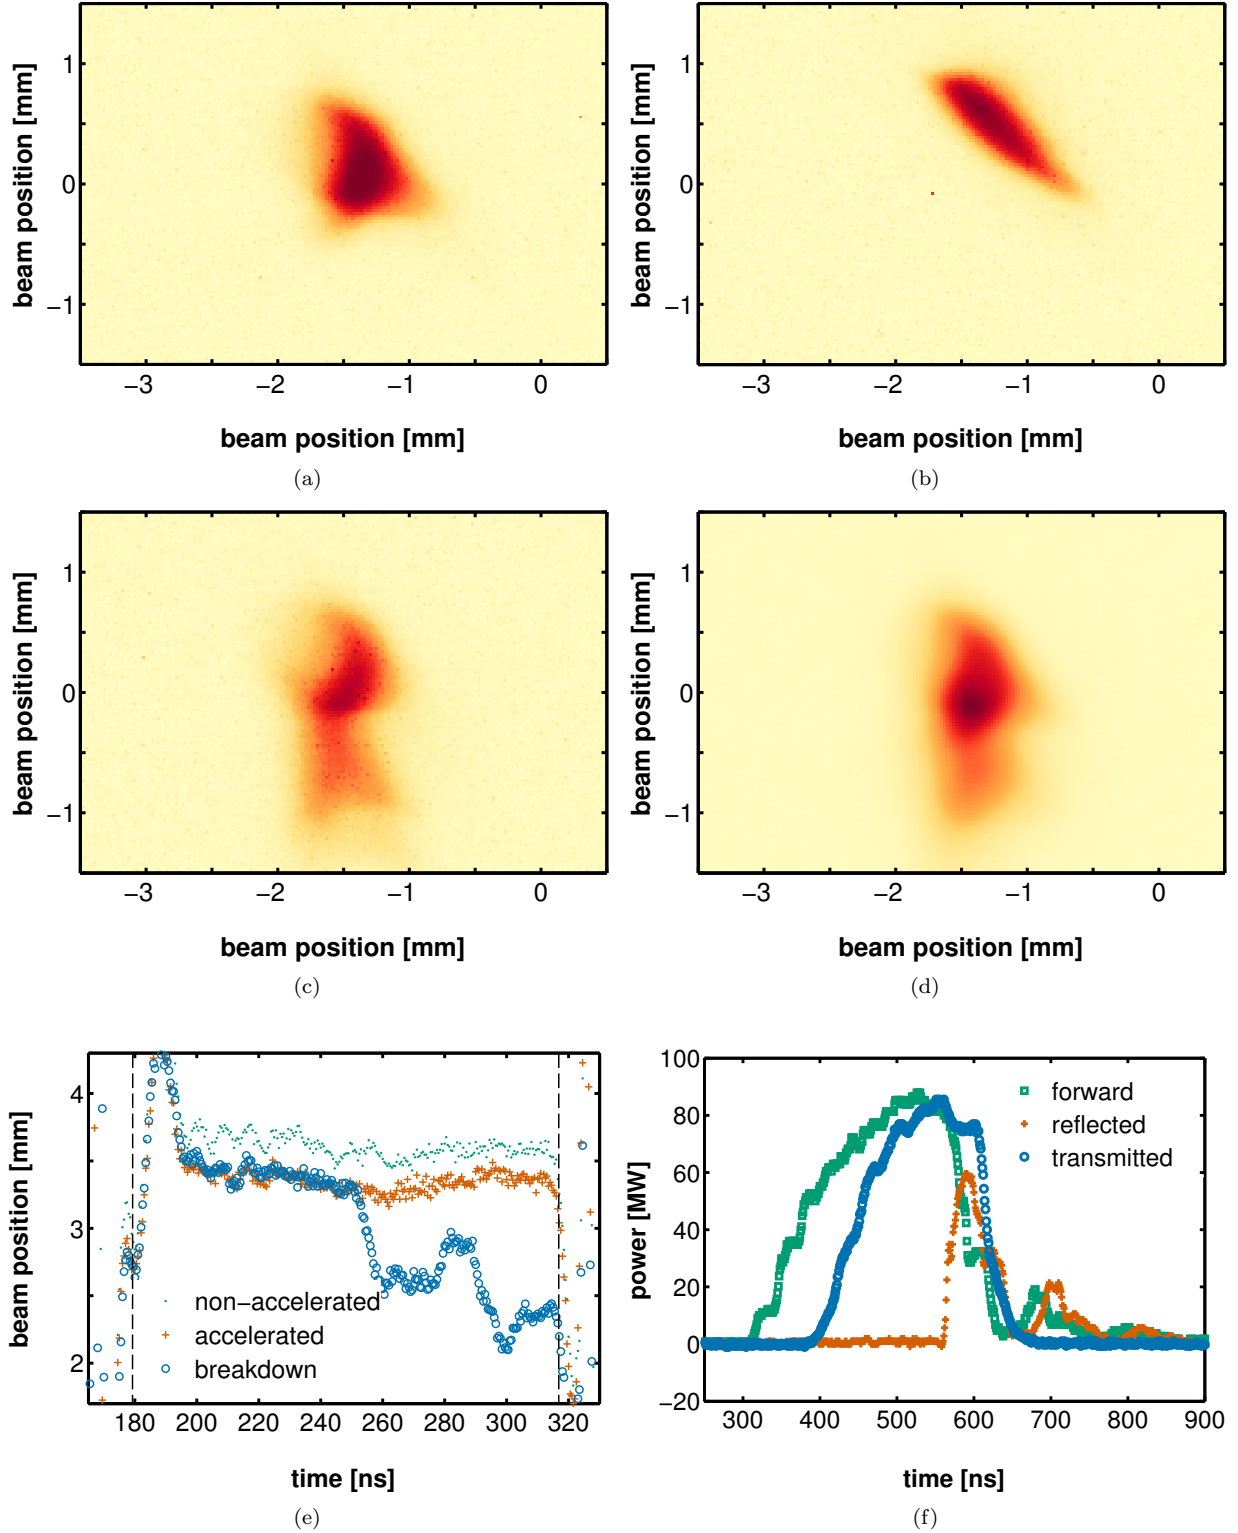 1
0
−1
beam position [mm]
−3
−2
−1
0
beam position [mm]
(a)
1
0
−1
beam position [mm]
−3
−2
−1
0
beam position [mm]
(b)
1
0
−1
beam position [mm]
−3
−2
−1
0
beam position [mm]
(c)
1
0
−1
beam position [mm]
−3
−2
−1
0
beam position [mm]
(d)
4
3
2
beam position [mm]
non−accelerated
accelerated
breakdown
180 200 220 240 260 280 300 320
time [ns]
(e)
100
80
60
40
20
0
−20
power [MW]
forward
reflected
transmitted
300 400 500 600 700 800 900
time [ns]
(f)